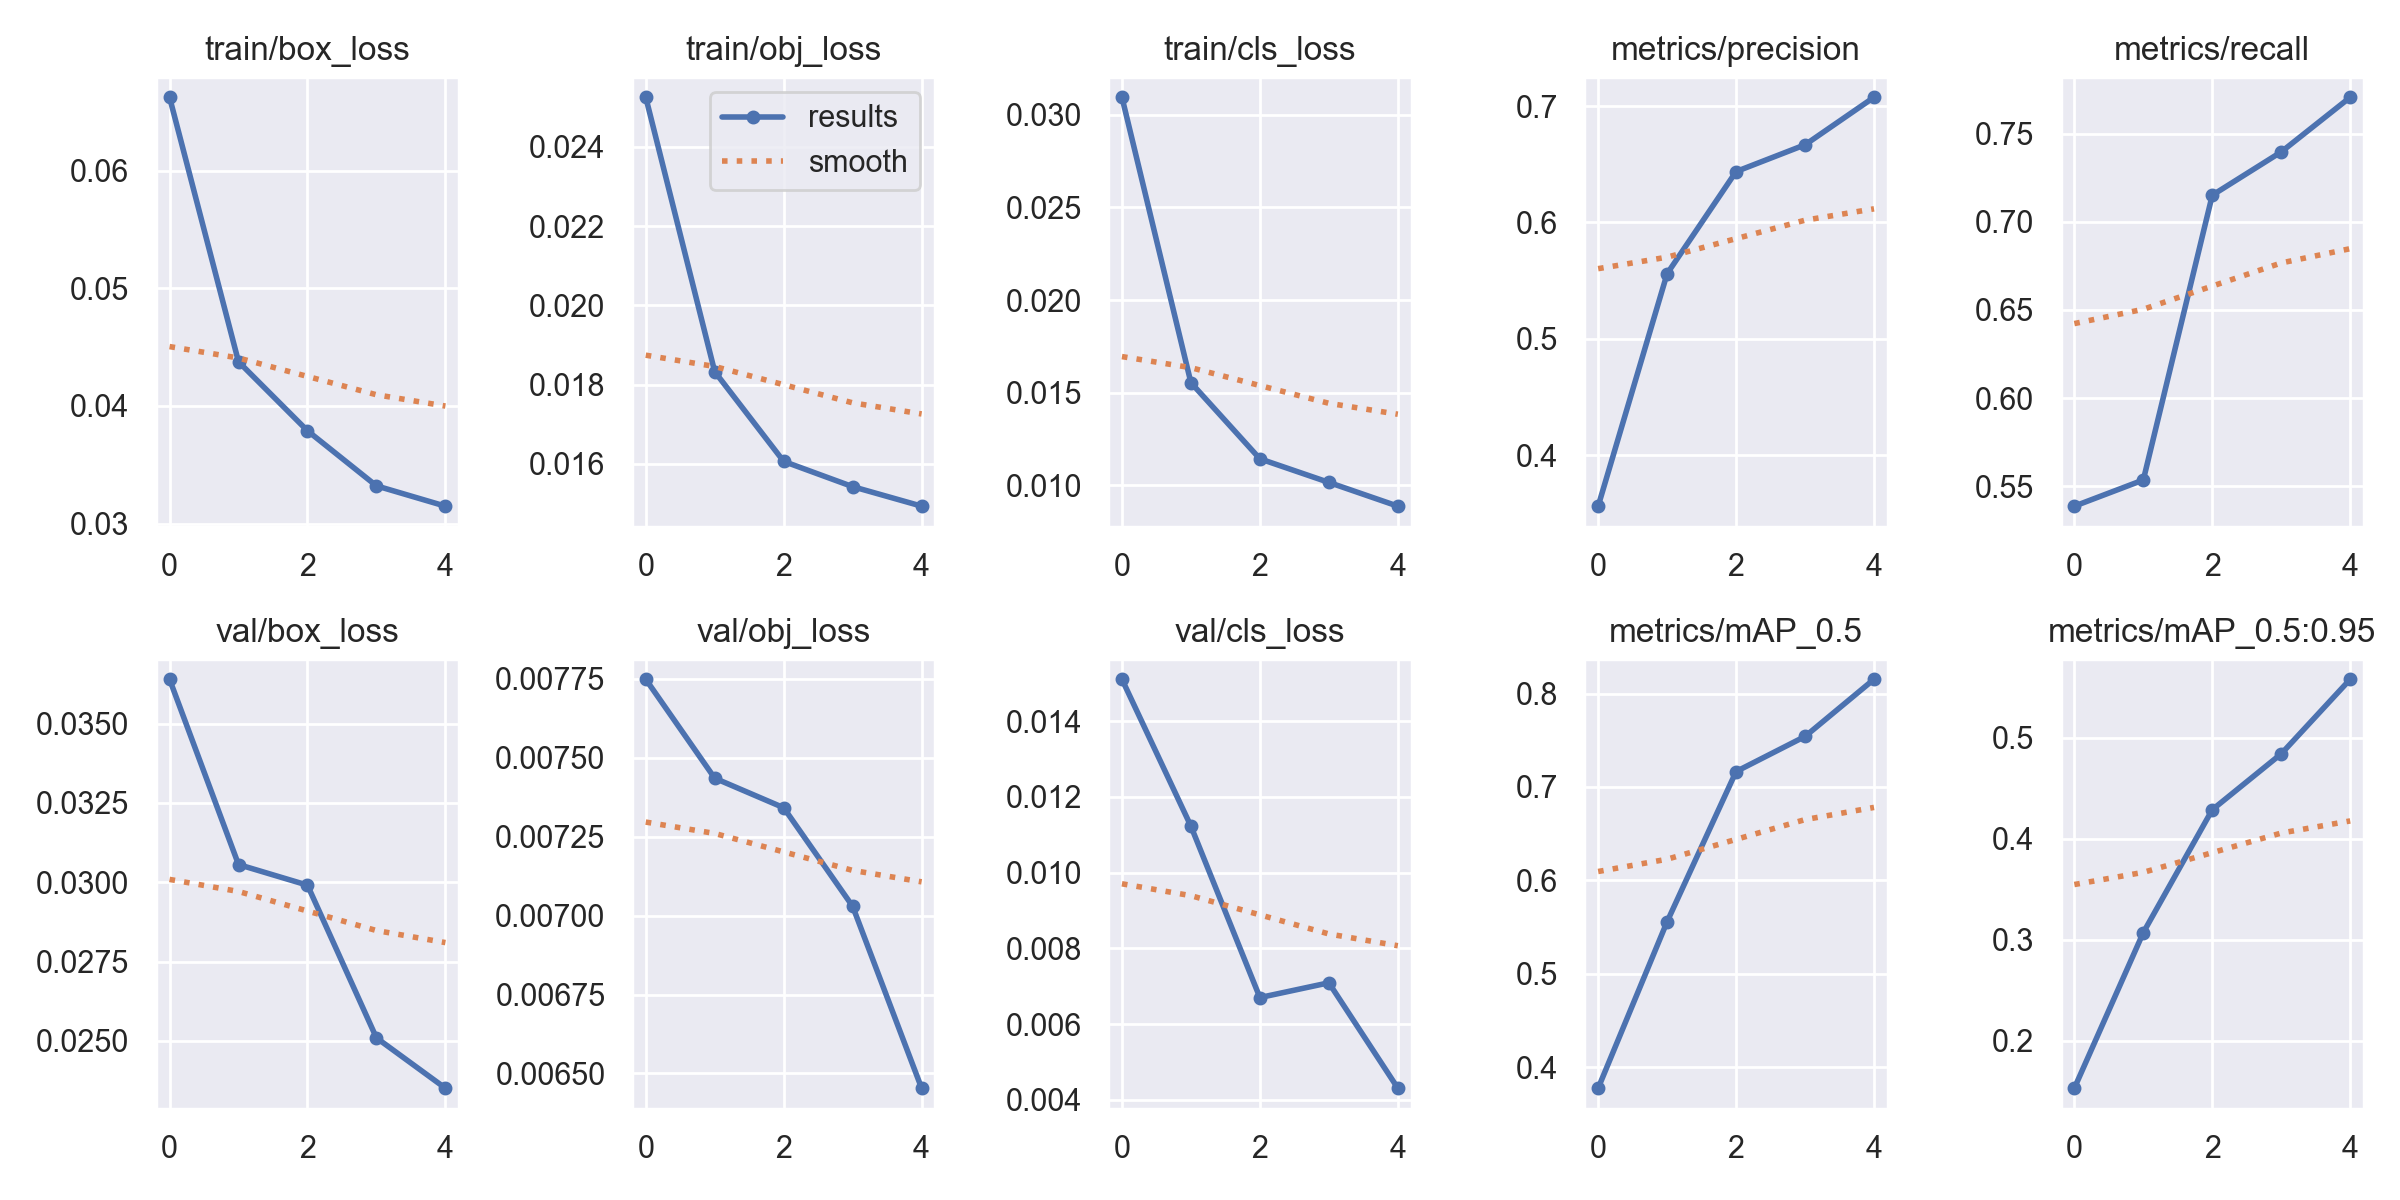 train/box_loss
0.06
0.05
0.04
0.03
0 2 4
train/obj_loss
results
smooth
0.024
0.022
0.020
0.018
0.016
0 2 4
train/cls_loss
0.030
0.025
0.020
0.015
0.010
0 2 4
metrics/precision
0.7
0.6
0.5
0.4
0 2 4
metrics/recall
0.75
0.70
0.65
0.60
0.55
0 2 4
val/box_loss
0.0350
0.0325
0.0300
0.0275
0.0250
0 2 4
val/obj_loss
0.00775
0.00750
0.00725
0.00700
0.00675
0.00650
0 2 4
val/cls_loss
0.014
0.012
0.010
0.008
0.006
0.004
0 2 4
metrics/mAP_0.5
0.8
0.7
0.6
0.5
0.4
0 2 4
metrics/mAP_0.5:0.95
0.5
0.4
0.3
0.2
0 2 4